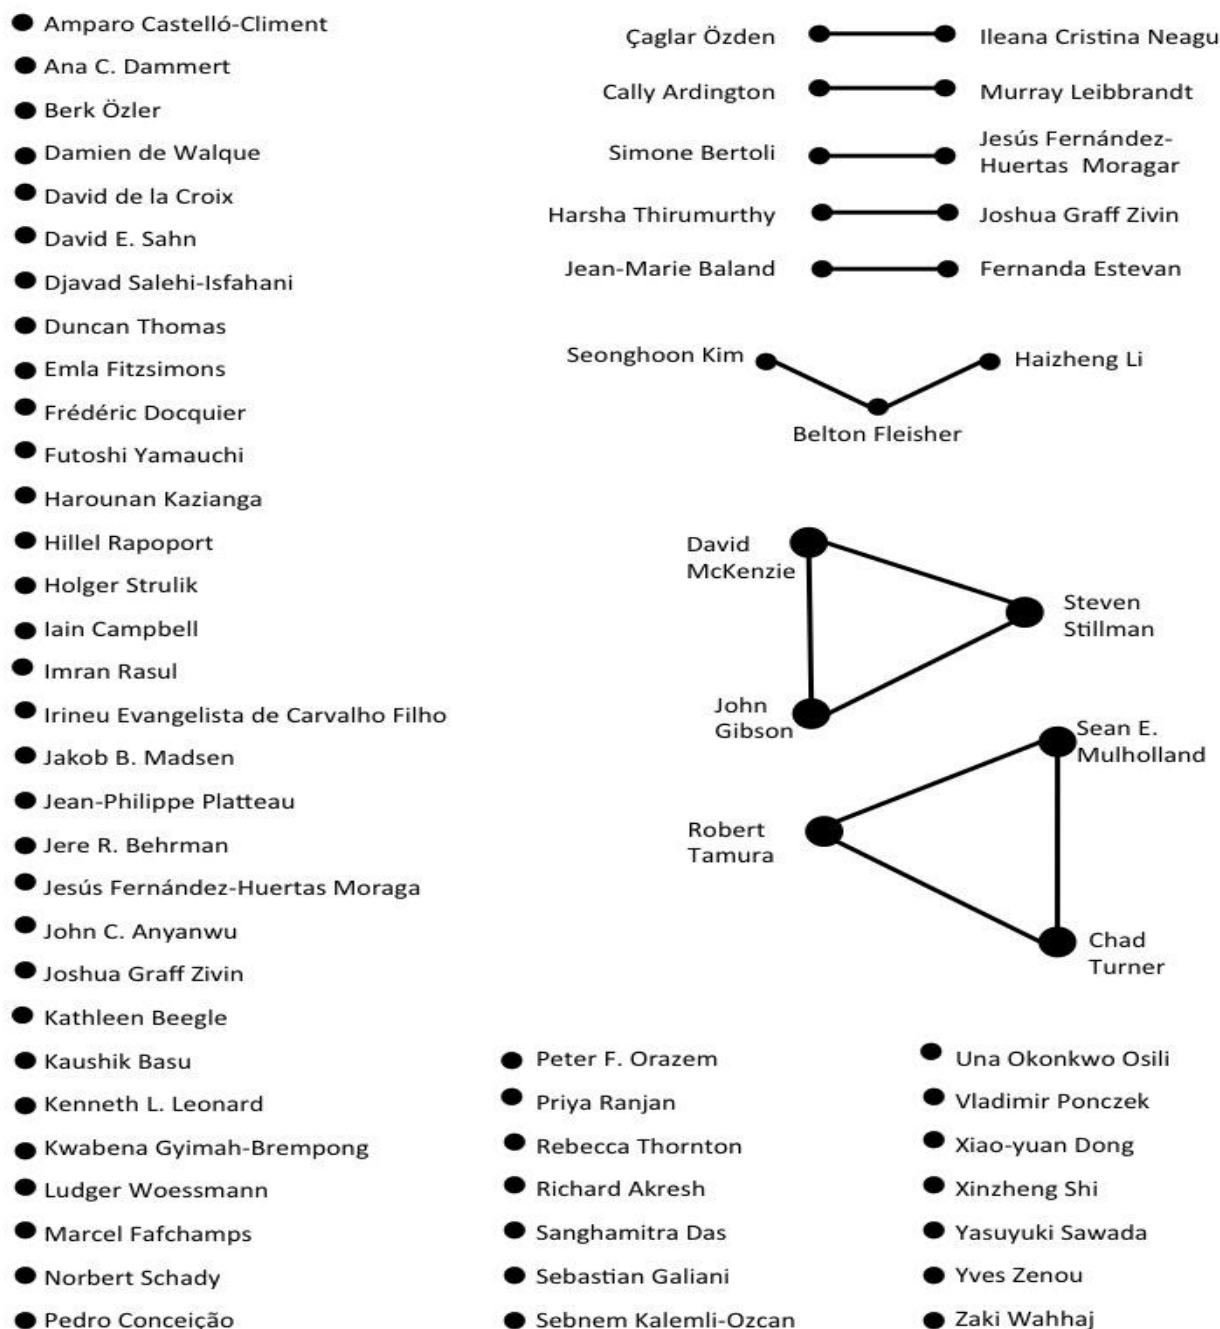 Amparo Castelló-Climent
Ana C. Dammert
Berk Özler
Damien de Walque
David de la Croix
David E. Sahn
Djavad Salehi-Isfahani
Duncan Thomas
Emla Fitzsimons
Frédéric Docquier
Futoshi Yamauchi
Harounan Kazianga
Hillel Rapoport
Holger Strulik
Iain Campbell
Imran Rasul
Irineu Evangelista de Carvalho Filho
Jakob B. Madsen
Jean-Philippe Platteau
Jere R. Behrman
Jesús Fernández-Huertas Moraga
John C. Anyanwu
Joshua Graff Zivin
Kathleen Beegle
Kaushik Basu
Kenneth L. Leonard
Kwabena Gyimah-Brempong
Ludger Woessmann
Marcel Fafchamps
Norbert Schady
Pedro Conceição
Çaglar Özden
Ileana Cristina Neagu
Cally Ardington
Murray Leibbrandt
Simone Bertoli
Jesús Fernández-
Huertas Moragar
Harsha Thirumurthy
Joshua Graff Zivin
Jean-Marie Baland
Fernanda Estevan
Seonghoon Kim
Haizheng Li
Belton Fleisher
David
McKenzie
Steven
Stillman
John
Gibson
Sean E.
Mulholland
Robert
Tamura
Chad
Turner
Peter F. Orazem
Priya Ranjan
Rebecca Thornton
Richard Akresh
Sanghamitra Das
Sebastian Galiani
Sebnem Kalemli-Ozcan
Una Okonkwo Osili
Vladimir Ponczek
Xiao-yuan Dong
Xinzheng Shi
Yasuyuki Sawada
Yves Zenou
Zaki Wahhaj